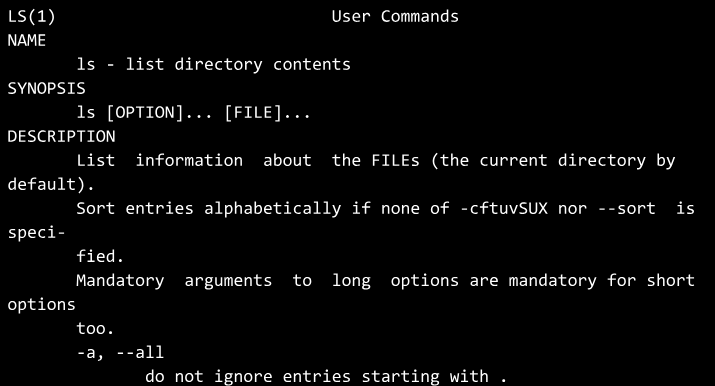 LS(1)                            User Commands
NAME
       ls - list directory contents
SYNOPSIS
       ls [OPTION]... [FILE]...
DESCRIPTION
       List  information  about  the FILEs (the current directory by
default).
       Sort entries alphabetically if none of -cftuvSUX nor --sort  is
speci-
       fied.
       Mandatory  arguments  to  long  options are mandatory for short
options
       too.
       -a, --all
              do not ignore entries starting with .